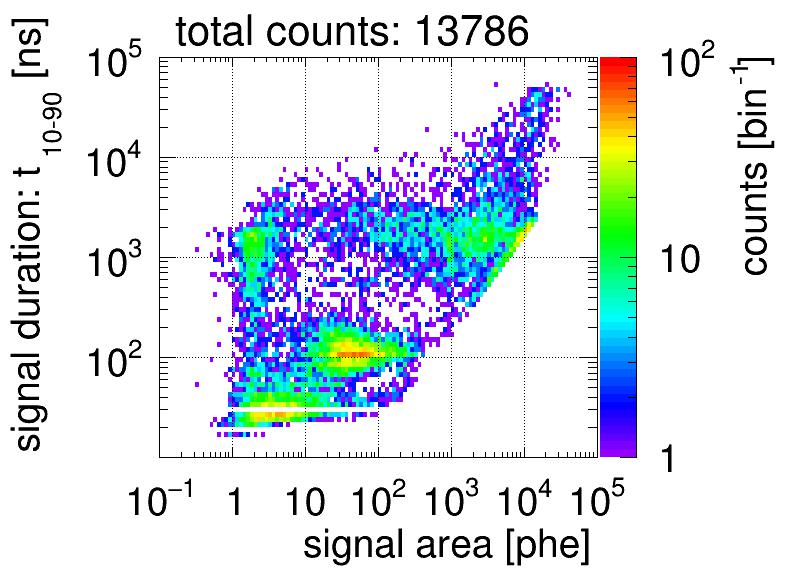 total counts: 13786
signal duration: t 10-90 [ns]
10^5
10^4
10^3
10^2
10^−1 1 10 10^2 10^3 10^4 10^5
signal area [phe]
10^2
10
1
counts [bin^-1]